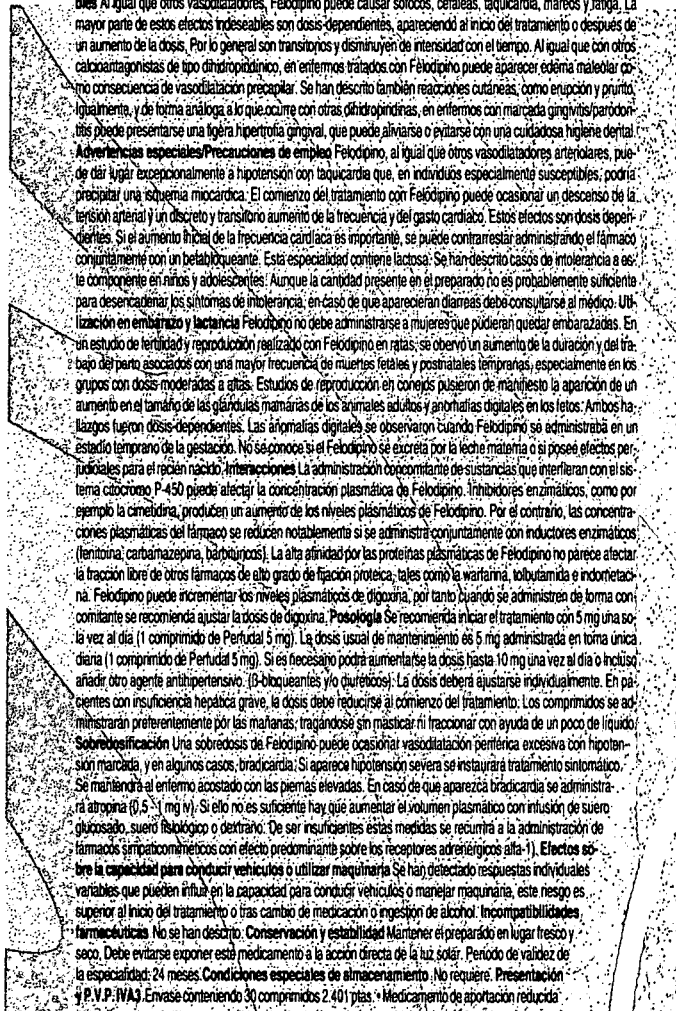 bles Al igual que otros vasodilatadores, Felodipino puede causar sofocos, cefaleas, taquicardia, mareos y fatiga. La
mayor parte de estos efectos indeseables son dosis-dependientes, apareciendo al inicio del tratamiento o después de
un aumento de la dosis. Por lo general son transitorios y disminuyen de intensidad con el tiempo. Al igual que con otros
calcioantagonistas de tipo dihidropiridínico, en enfermos tratados con Felodipino puede aparecer edema maleolar co-
mo consecuencia de vasodilatación precapilar. Se han descrito también reacciones cutáneas, como erupción y prurito.
Igualmente, y de forma análoga a lo que ocurre con otras dihidropiridinas, en enfermos con marcada gingivitis/parodon-
titis puede presentarse una ligera hipertrofia gingival, que puede aliviarse o evitarse con una cuidadosa higiene dental.
Advertencias especiales/Precauciones de empleo Felodipino, al igual que otros vasodilatadores arteriolares, pue-
de dar lugar excepcionalmente a hipotensión con taquicardia que, en individuos especialmente susceptibles, podría
precipitar una isquemia miocárdica. El comienzo del tratamiento con Felodipino puede ocasionar un descenso de la
tensión arterial y un discreto y transitorio aumento de la frecuencia y del gasto cardíaco. Estos efectos son dosis depen-
dientes. Si el aumento inicial de la frecuencia cardíaca es importante, se puede contrarrestar administrando el fármaco
conjuntamente con un betabloqueante. Esta especialidad contiene lactosa. Se han descrito casos de intolerancia a es-
te componente en niños y adolescentes. Aunque la cantidad presente en el preparado no es probablemente suficiente
para desencadenar los síntomas de intolerancia, en caso de que aparecieran diarreas debe consultarse al médico. Uti-
lización en embarazo y lactancia Felodipino no debe administrarse a mujeres que pudieran quedar embarazadas. En
un estudio de fertilidad y reproducción realizado con Felodipino en ratas, se observó un aumento de la duración y del tra-
bajo del parto asociados con una mayor frecuencia de muertes fetales y postnatales tempranas, especialmente en los
grupos con dosis moderadas a altas. Estudios de reproducción en conejos pusieron de manifiesto la aparición de un
aumento en el tamaño de las glándulas mamarias de los animales adultos y anomalías digitales en los fetos. Ambos ha-
llazgos fueron dosis-dependientes. Las anomalías digitales se observaron cuando Felodipino se administraba en un
estadio temprano de la gestación. No se conoce si el Felodipino se excreta por la leche materna o si posee efectos per-
judiciales para el recién nacido. Interacciones La administración concomitante de sustancias que interfieran con el sis-
tema citocromo P-450 puede afectar la concentración plasmática de Felodipino. Inhibidores enzimáticos, como por
ejemplo la cimetidina, producen un aumento de los niveles plasmáticos de Felodipino. Por el contrario, las concentra-
ciones plasmáticas del fármaco se reducen notablemente si se administra conjuntamente con inductores enzimáticos
(fenitoína, carbamazepina, barbitúricos). La alta afinidad por las proteínas plasmáticas de Felodipino no parece afectar
la fracción libre de otros fármacos de alto grado de fijación proteica, tales como la warfarina, tolbutamida e indometaci-
na. Felodipino puede incrementar los niveles plasmáticos de digoxina, por tanto cuando se administren de forma con-
comitante se recomienda ajustar la dosis de digoxina. Posología Se recomienda iniciar el tratamiento con 5 mg una so-
la vez al día (1 comprimido de Perfudal 5 mg). La dosis usual de mantenimiento es 5 mg administrada en toma única
diaria (1 comprimido de Perfudal 5 mg). Si es necesario podrá aumentarse la dosis hasta 10 mg una vez al día o incluso
añadir otro agente antihipertensivo. (ß-bloqueantes y/o diuréticos). La dosis deberá ajustarse individualmente. En pa-
cientes con insuficiencia hepática grave, la dosis debe reducirse al comienzo del tratamiento. Los comprimidos se ad-
ministrarán preferentemente por las mañanas, tragándose sin masticar ni fraccionar con ayuda de un poco de líquido.
Sobredosificación Una sobredosis de Felodipino puede ocasionar vasodilatación periférica excesiva con hipoten-
sión marcada, y en algunos casos, bradicardia. Si aparece hipotensión severa se instaurará tratamiento sintomático.
Se mantendrá al enfermo acostado con las piernas elevadas. En caso de que aparezca bradicardia se administra-
rá atropina (0,5 - 1 mg iv). Si ello no es suficiente hay que aumentar el volumen plasmático con infusión de suero
glucosado, suero fisiológico o dextrano. De ser insuficientes estas medidas se recurrirá a la administración de
fármacos simpaticomiméticos con efecto predominante sobre los receptores adrenérgicos alfa-1). Efectos so-
bre la capacidad para conducir vehículos o utilizar maquinaria Se han detectado respuestas individuales
variables que pueden influir en la capacidad para conducir vehículos o manejar maquinaria, este riesgo es
superior al inicio del tratamiento o tras cambio de medicación o ingestión de alcohol. Incompatibilidades
farmacéuticas No se han descrito. Conservación y estabilidad Mantener el preparado en lugar fresco y
seco. Debe evitarse exponer este medicamento a la acción directa de la luz solar. Período de validez de
la especialidad: 24 meses. Condiciones especiales de almacenamiento No requiere. Presentación
y P.V.P. IVA3 Envase conteniendo 30 comprimidos 2.401 ptas. • Medicamento de aportación reducida